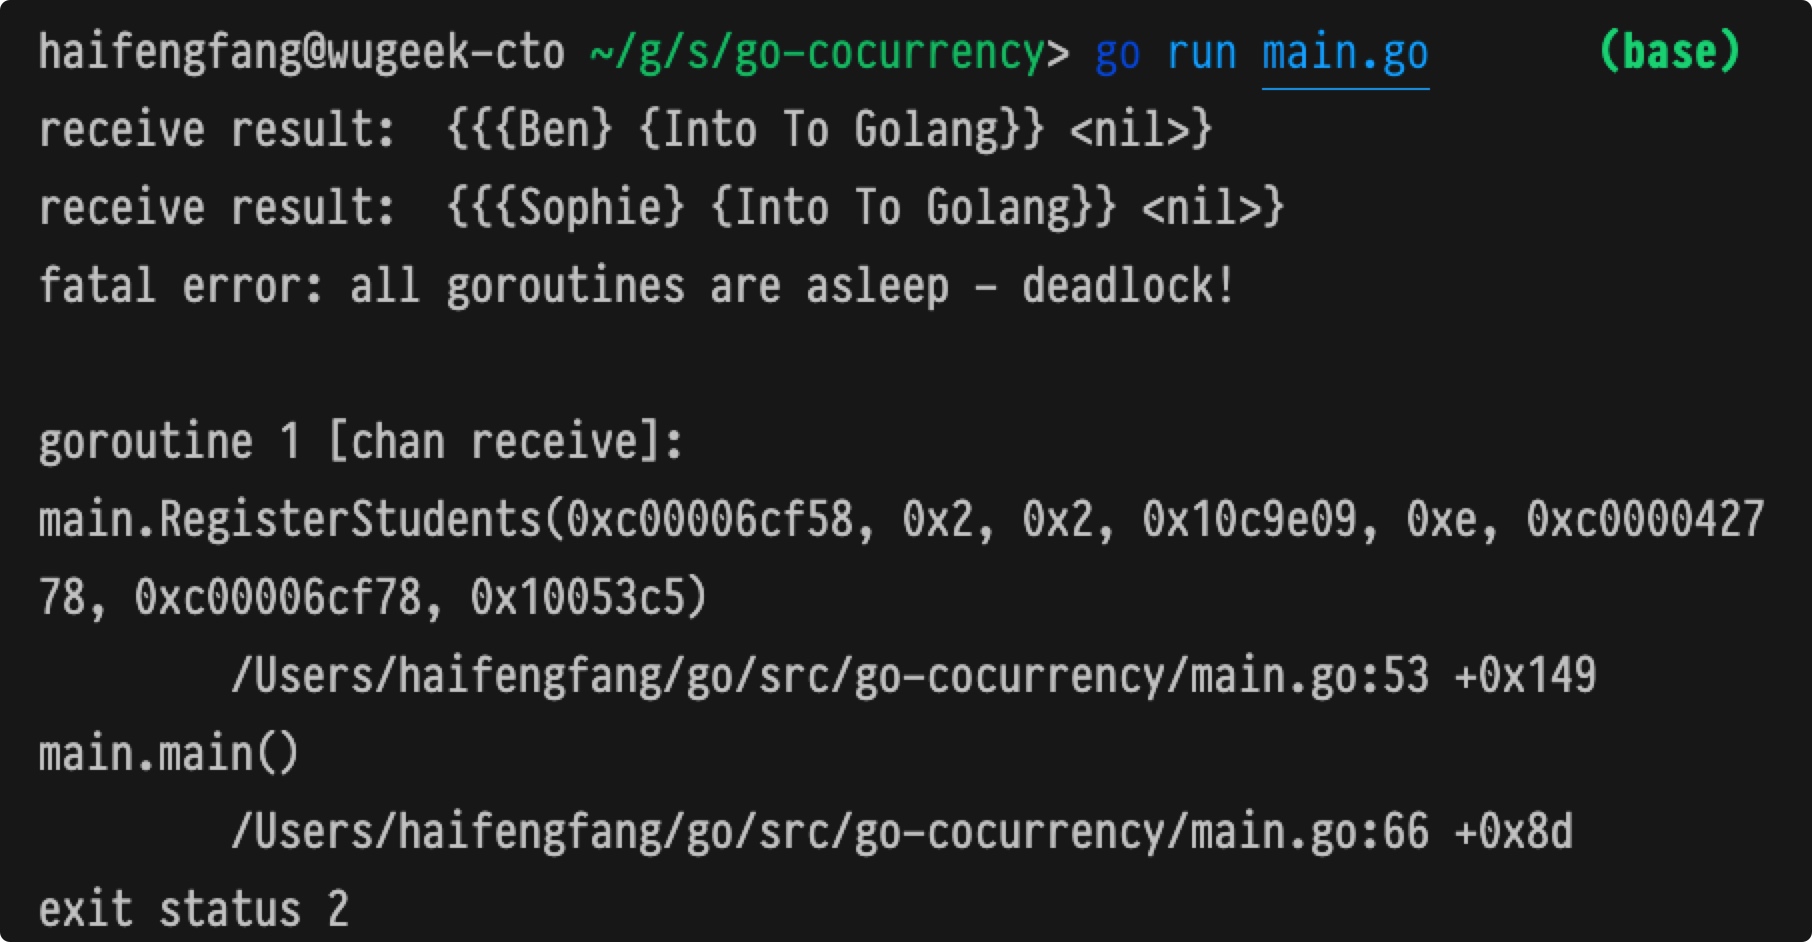 haifengfang@wugeek-cto ~/g/s/go-cocurrency> go run main.go (base)
receive result:  {{{Ben} {Into To Golang}} <nil>}
receive result:  {{{Sophie} {Into To Golang}} <nil>}
fatal error: all goroutines are asleep - deadlock!
goroutine 1 [chan receive]:
main.RegisterStudents(0xc00006cf58, 0x2, 0x2, 0x10c9e09, 0xe, 0xc0000427
78, 0xc00006cf78, 0x10053c5)
/Users/haifengfang/go/src/go-cocurrency/main.go:53 +0x149
main.main()
/Users/haifengfang/go/src/go-cocurrency/main.go:66 +0x8d
exit status 2